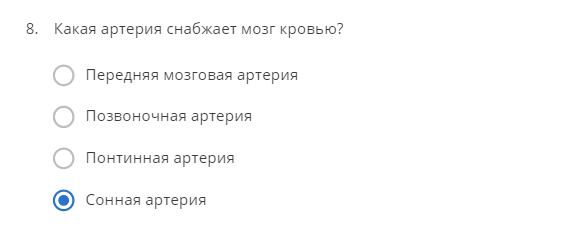 8. Какая артерия снабжает мозг кровью?
Передняя мозговая артерия
Позвоночная артерия
Понтинная артерия
Сонная артерия